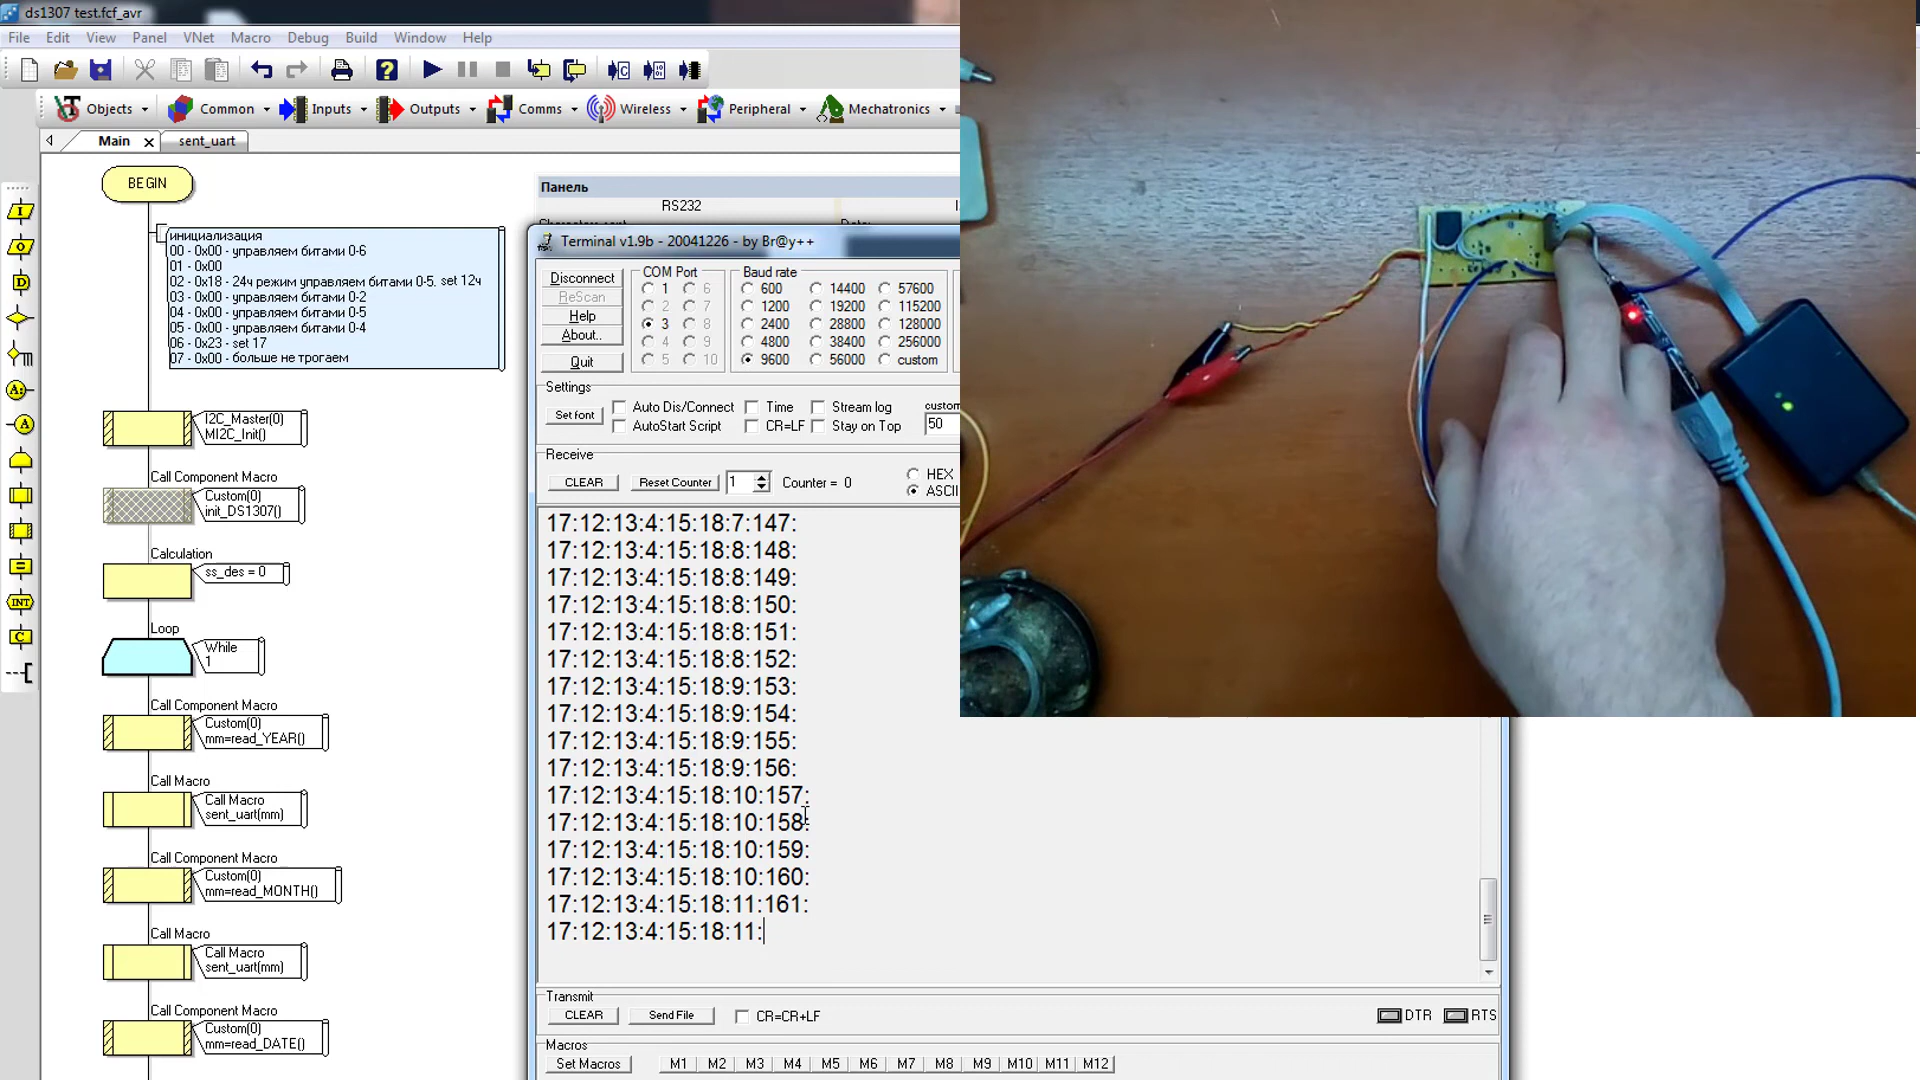 ds1307 test.fcf_avr
File Edit View Panel VNet Macro Debug Build Window Help
Objects Common Inputs Outputs Comms Wireless Peripheral Mechatronics
Main sent_uart
BEGIN
инициализация
00 - 0x00 - управляем битами 0-6
01 - 0x00
02 - 0x18 - 24ч режим управляем битами 0-5. set 12ч
03 - 0x00 - управляем битами 0-2
04 - 0x00 - управляем битами 0-5
05 - 0x00 - управляем битами 0-4
06 - 0x23 - set 17
07 - 0x00 - больше не трогаем
I2C_Master(0)
MI2C_Init()
Call Component Macro
Custom(0)
init_DS1307()
Calculation
ss_des = 0
Loop
While
1
Call Component Macro
Custom(0)
mm=read_YEAR()
Call Macro
Call Macro
sent_uart(mm)
Call Component Macro
Custom(0)
mm=read_MONTH()
Call Macro
Call Macro
sent_uart(mm)
Call Component Macro
Custom(0)
mm=read_DATE()
Панель
RS232
Terminal v1.9b - 20041226 - by Br@y++
Disconnect
ReScan
Help
About..
Quit
COM Port
1 6
2 7
3 8
4 9
5 10
Baud rate
600 14400 57600
1200 19200 115200
2400 28800 128000
4800 38400 256000
9600 56000 custom
Settings
Set font
Auto Dis/Connect Time Stream log custom
AutoStart Script CR=LF Stay on Top 50
Receive
CLEAR Reset Counter 1 Counter = 0 HEX
ASCII
17:12:13:4:15:18:7:147:
17:12:13:4:15:18:8:148:
17:12:13:4:15:18:8:149:
17:12:13:4:15:18:8:150:
17:12:13:4:15:18:8:151:
17:12:13:4:15:18:8:152:
17:12:13:4:15:18:9:153:
17:12:13:4:15:18:9:154:
17:12:13:4:15:18:9:155:
17:12:13:4:15:18:9:156:
17:12:13:4:15:18:10:157:
17:12:13:4:15:18:10:158:
17:12:13:4:15:18:10:159:
17:12:13:4:15:18:10:160:
17:12:13:4:15:18:11:161:
17:12:13:4:15:18:11:
Transmit
CLEAR Send File CR=CR+LF DTR RTS
Macros
Set Macros M1 M2 M3 M4 M5 M6 M7 M8 M9 M10 M11 M12